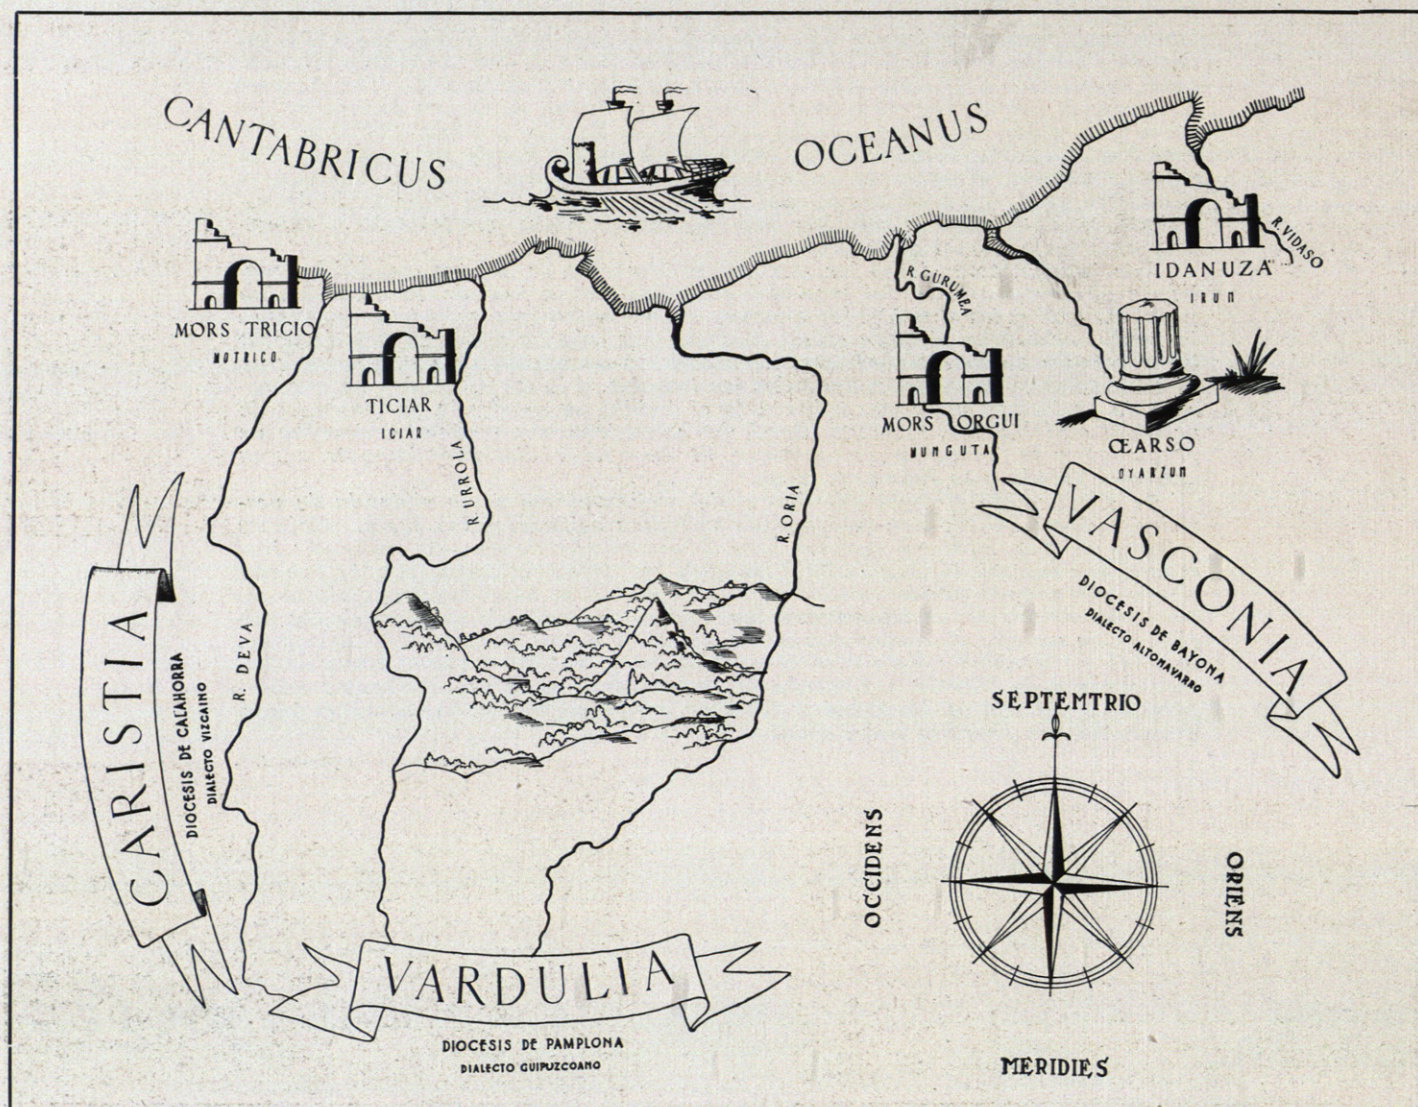 CANTABRICUS OCEANUS
MORS TRICIO
MOTRICO
TICIAR
ICIAR
R. DEVA
R URROLA
R. ORIA
R GURUMEA
MORS ORGUI
MUNGUTA
R. VIDASO
IDANUZA
IRUN
ŒARSO
OYARZUN
VASCONIA
DIOCESIS DE BAYONA
DIALECTO ALTONAVARRO
CARISTIA
DIOCESIS DE CALAHORRA
DIALECTO VIZCAINO
VARDULIA
DIOCESIS DE PAMPLONA
DIALECTO GUIPUZCOANO
SEPTEMTRIO
OCCIDENS
ORIENS
MERIDIES